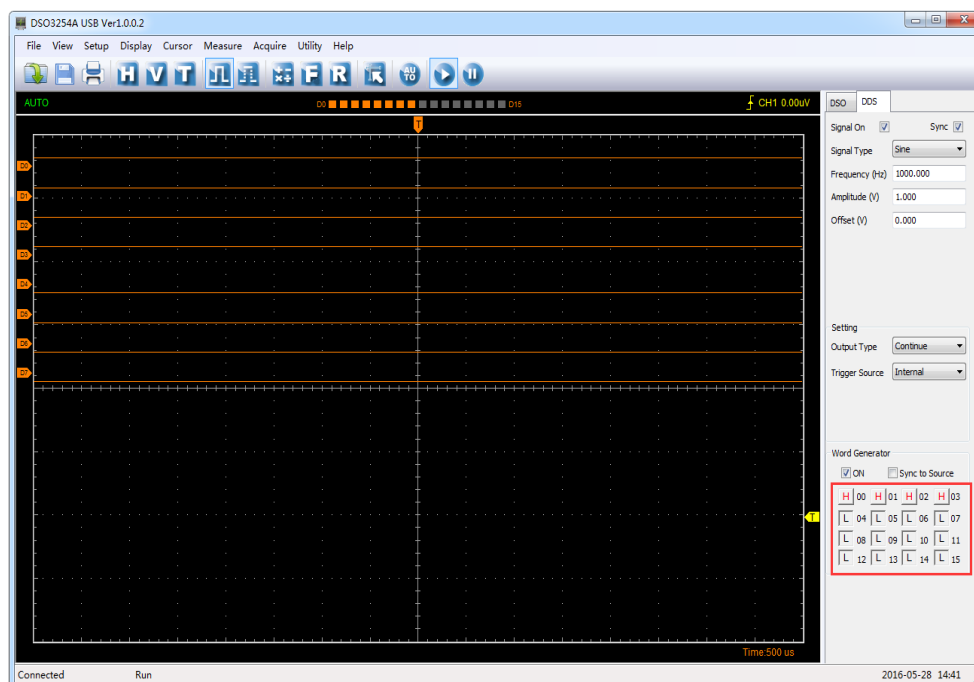 DSO3254A USB Ver1.0.0.2
File View Setup Display Cursor Measure Acquire Utility Help
H V T F R AUTO
AUTO D0 D15 CH1 0.00uV
T
D0
D1
D2
D3
D4
D5
D6
D7
T
Time:500 us
DSO DDS
Signal On Sync
Signal Type Sine
Frequency (Hz) 1000.000
Amplitude (V) 1.000
Offset (V) 0.000
Setting
Output Type Continue
Trigger Source Internal
Word Generator
ON Sync to Source
H 00 H 01 H 02 H 03
L 04 L 05 L 06 L 07
L 08 L 09 L 10 L 11
L 12 L 13 L 14 L 15
Connected Run 2016-05-28 14:41